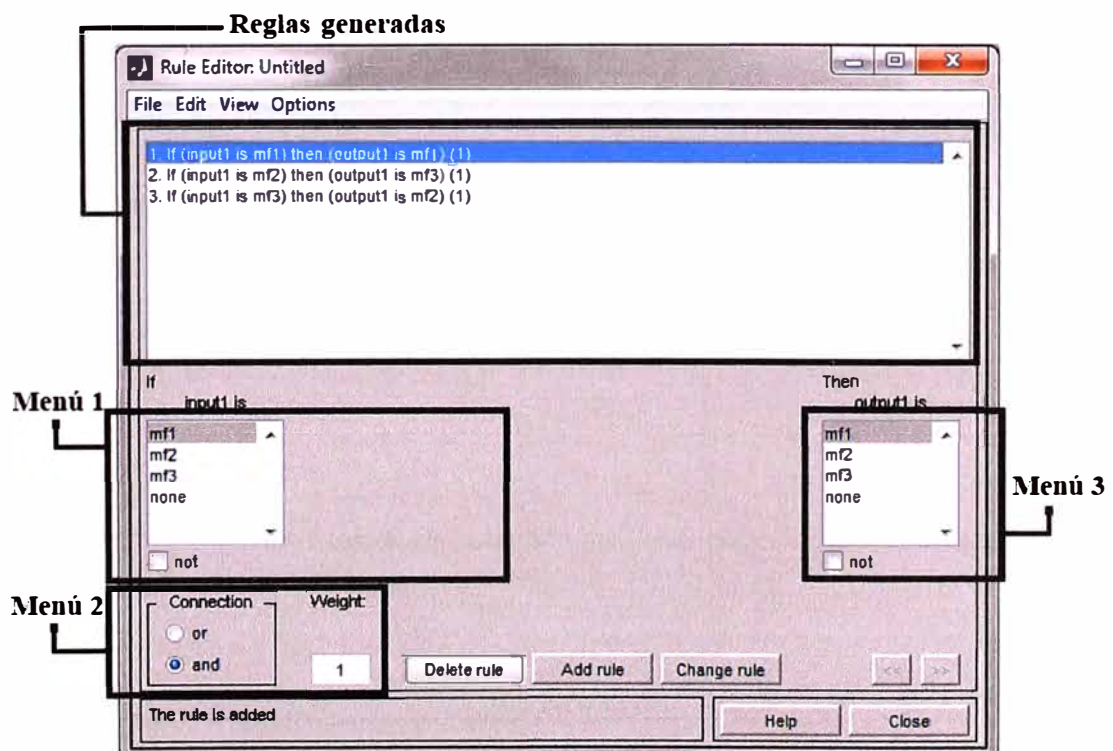 Reglas generadas
Rule Editor: Untitled
File Edit View Options
1. If (input1 is mf1) then (output1 is mf1) (1)
2. If (input1 is mf2) then (output1 is mf3) (1)
3. If (input1 is mf3) then (output1 is mf2) (1)
If
Then
Menú 1
input1 is
output1 is
mf1
mf2
mf3
none
not
mf1
mf2
mf3
none
not
Menú 3
Menú 2
Connection
or
and
Weight:
1
Delete rule
Add rule
Change rule
<<
>>
The rule is added
Help
Close